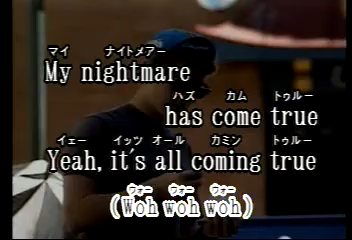 マイ ナイトメアー
My nightmare
ハズ カム トゥルー
has come true
イェー イッツ オール カミン トゥルー
Yeah, it's all coming true
ウォー ウォー ウォー
(Woh woh woh)